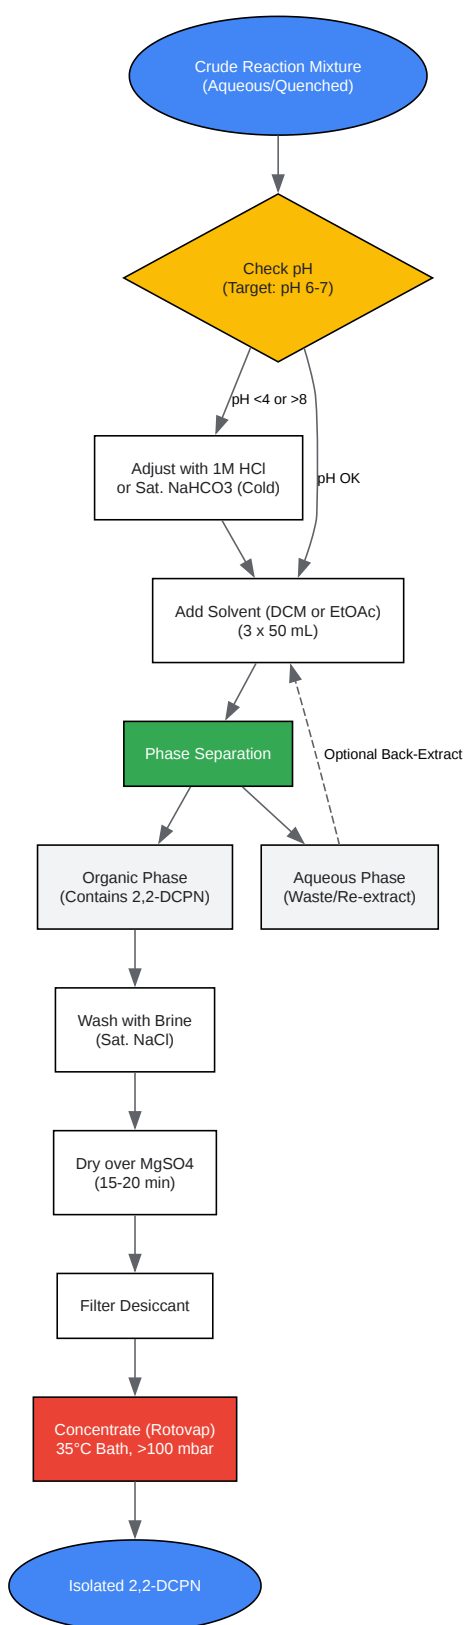 Crude Reaction Mixture
(Aqueous/Quenched)
Check pH
(Target: pH 6-7)
pH <4 or >8
Adjust with 1M HCl
or Sat. NaHCO3 (Cold)
pH OK
Add Solvent (DCM or EtOAc)
(3 x 50 mL)
Phase Separation
Optional Back-Extract
Organic Phase
(Contains 2,2-DCPN)
Aqueous Phase
(Waste/Re-extract)
Wash with Brine
(Sat. NaCl)
Dry over MgSO4
(15-20 min)
Filter Desiccant
Concentrate (Rotovap)
35°C Bath, >100 mbar
Isolated 2,2-DCPN